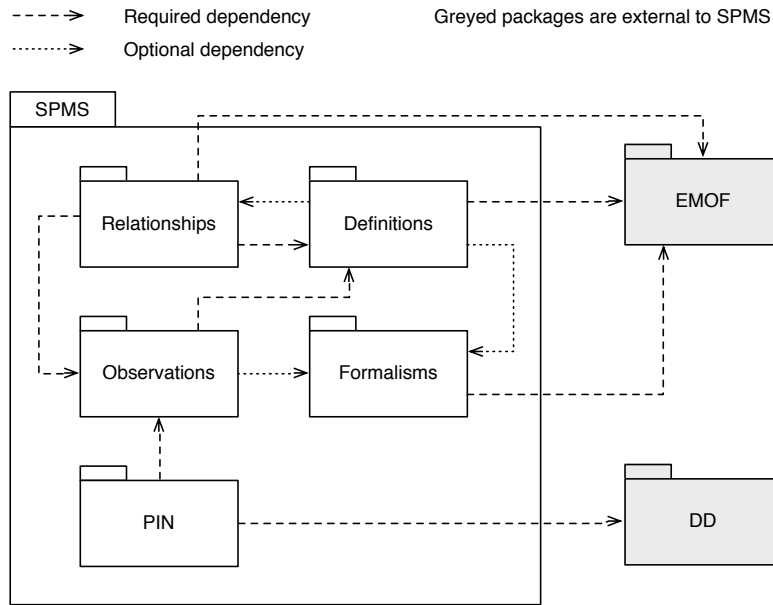 Required dependency
Greyed packages are external to SPMS
Optional dependency
SPMS
Relationships
Definitions
EMOF
Observations
Formalisms
PIN
DD